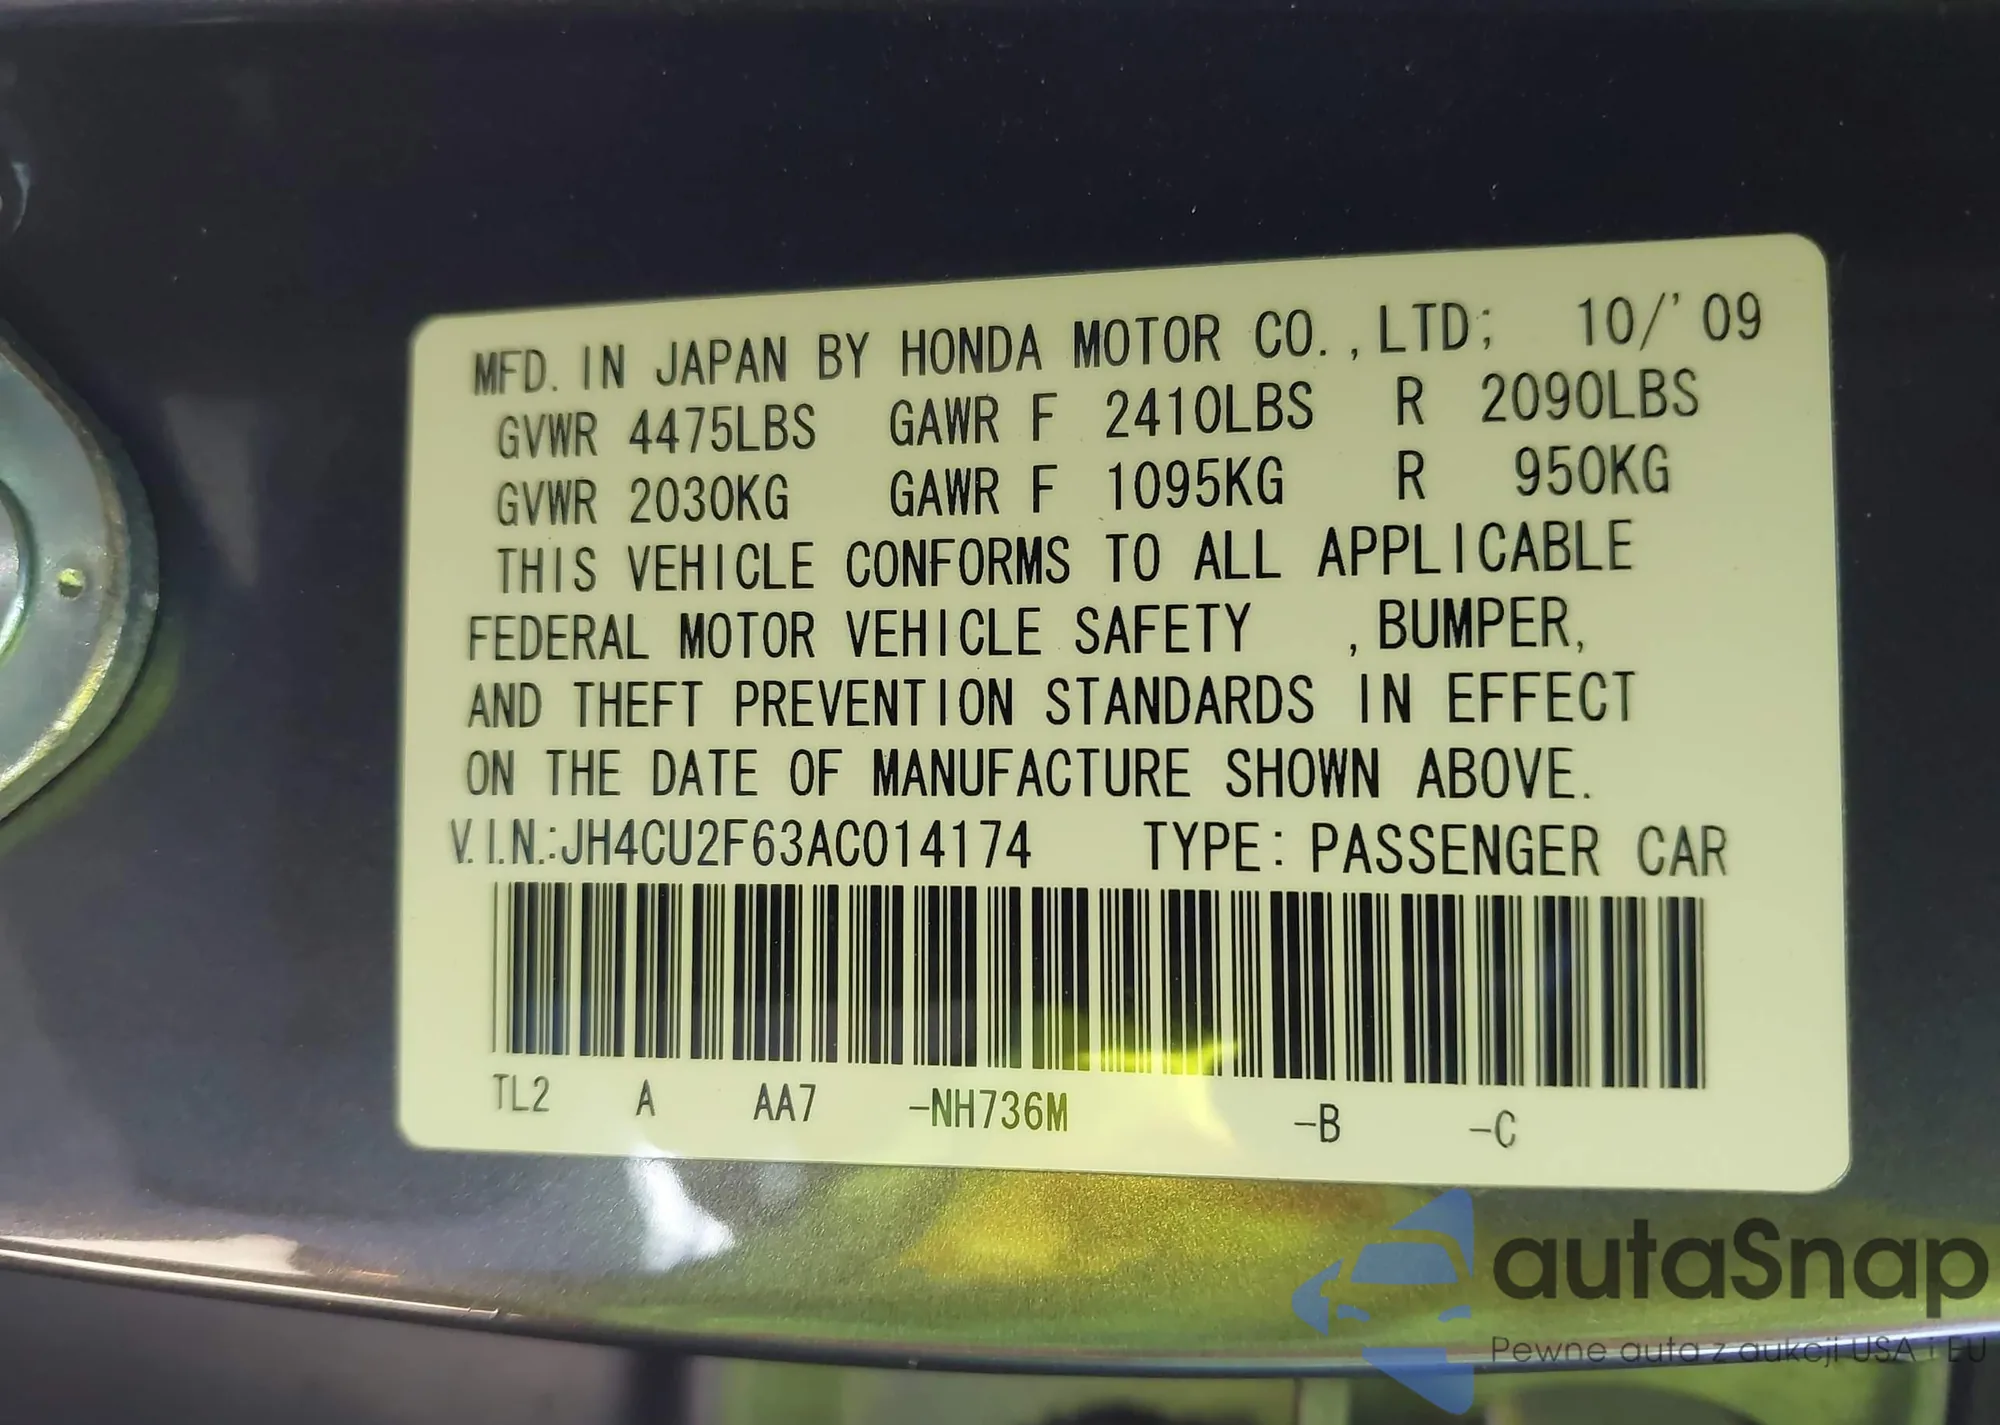 MFD. IN JAPAN BY HONDA MOTOR CO.,LTD; 10/'09
GVWR 4475LBS GAWR F 2410LBS R 2090LBS
GVWR 2030KG GAWR F 1095KG R 950KG
THIS VEHICLE CONFORMS TO ALL APPLICABLE
FEDERAL MOTOR VEHICLE SAFETY , BUMPER,
AND THEFT PREVENTION STANDARDS IN EFFECT
ON THE DATE OF MANUFACTURE SHOWN ABOVE.
V.I.N.:JH4CU2F63AC014174 TYPE: PASSENGER CAR
TL2 A AA7 -NH736M -B -C
autaSnap
Pewne auta z aukcji USA i EU